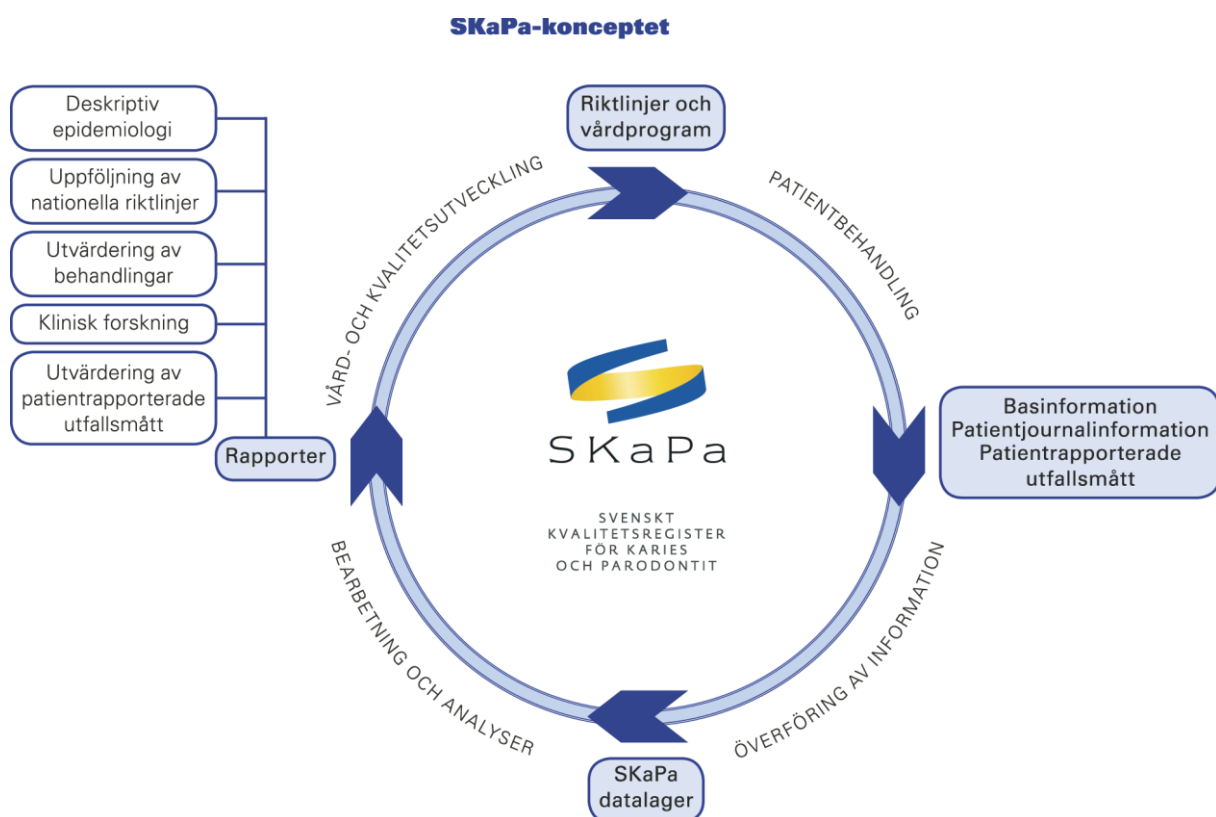 SKaPa-konceptet
Riktlinjer och
vårdprogram
Deskriptiv
epidemiologi
Uppföljning av
nationella riktlinjer
Utvärdering av
behandlingar
Klinisk forskning
Utvärdering av
patientrapporterade
utfallsmått
Rapporter
VÅRD- OCH KVALITETSUTVECKLING
PATIENTBEHANDLING
Basinformation
Patientjournalinformation
Patientrapporterade
utfallsmått
SKaPa
SVENSKT
KVALITETSREGISTER
FÖR KARIES
OCH PARODONTIT
BEARBETNING OCH ANALYSER
ÖVERFÖRING AV INFORMATION
SKaPa
datalager